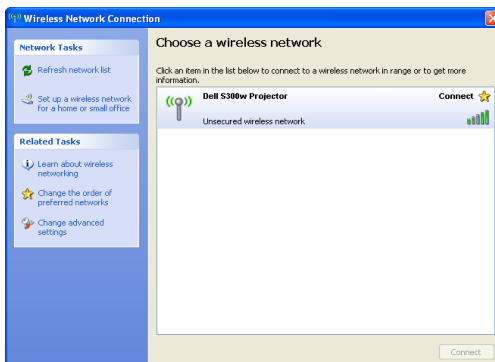 Wireless Network Connection
Network Tasks
Refresh network list
Set up a wireless network
for a home or small office
Related Tasks
Learn about wireless
networking
Change the order of
preferred networks
Change advanced
settings
Choose a wireless network
Click an item in the list below to connect to a wireless network in range or to get more
information.
Dell S300w Projector
Connect
Unsecured wireless network
Connect